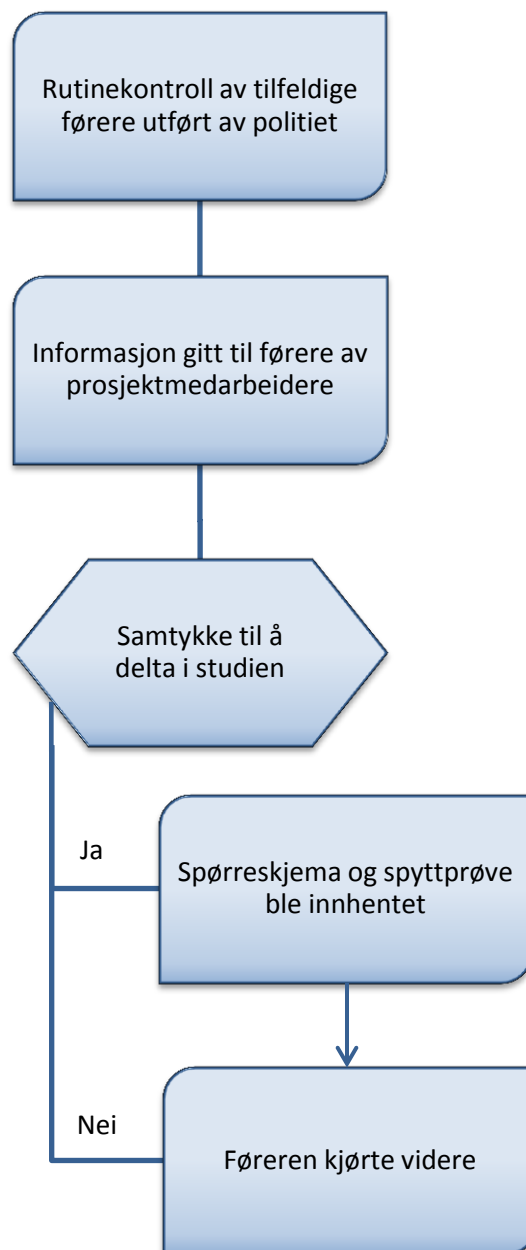 Rutinekontroll av tilfeldige
førere utført av politiet
Informasjon gitt til førere av
prosjektmedarbeidere
Samtykke til å
delta i studien
Ja
Spørreskjema og spyttprøve
ble innhentet
Nei
Føreren kjørte videre